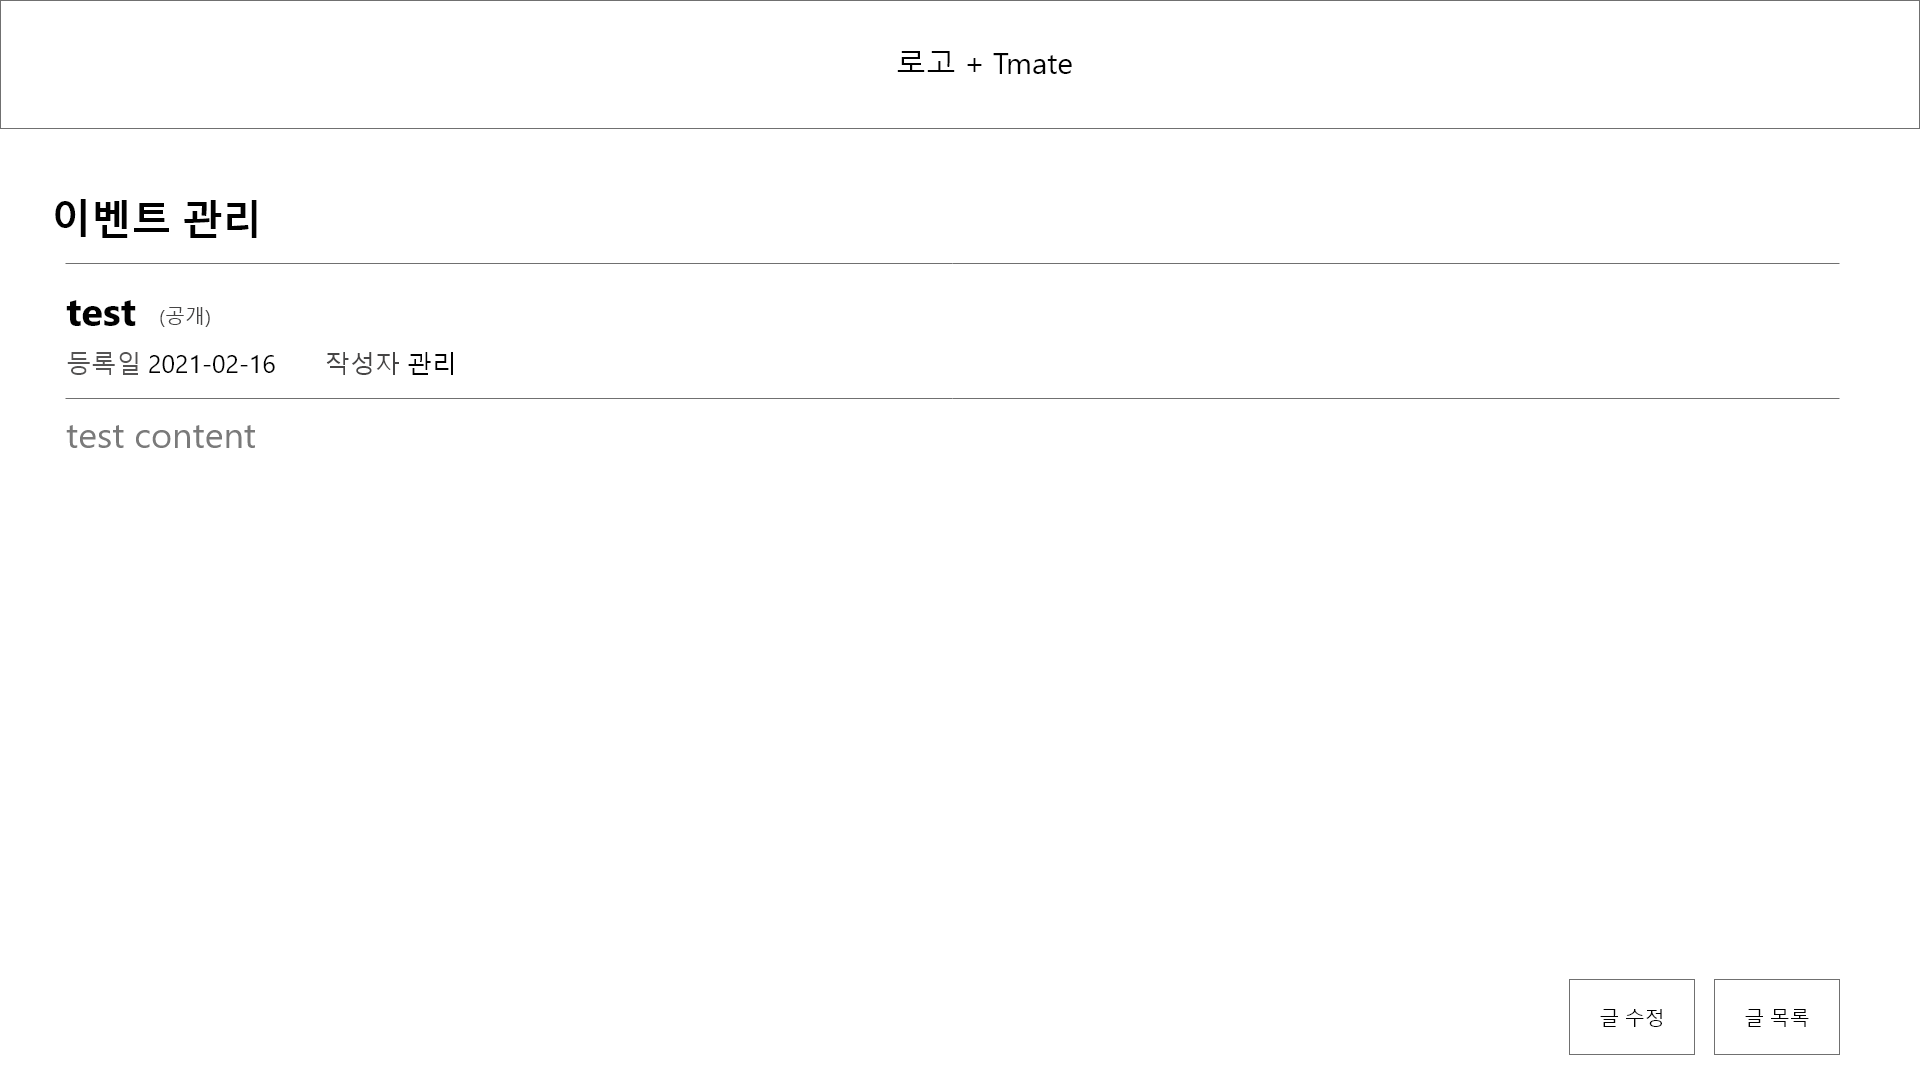 로고 + Tmate
이벤트 관리
test (공개)
등록일 2021-02-16 작성자 관리
test content
글 수정 글 목록